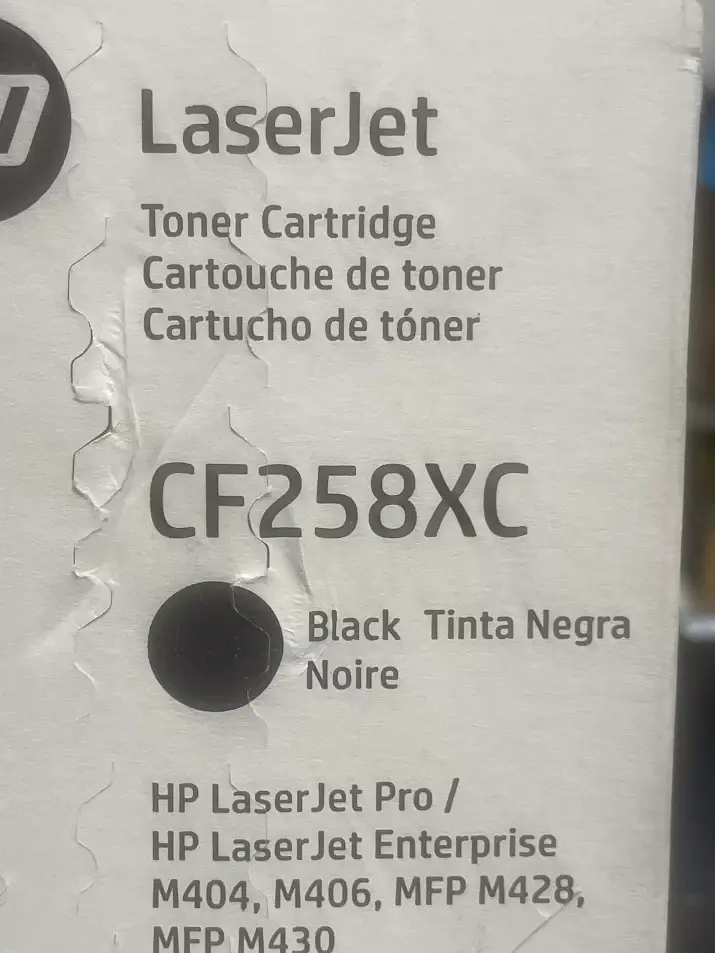 LaserJet
Toner Cartridge
Cartouche de toner
Cartucho de tóner
CF258XC
Black Tinta Negra
Noire
HP LaserJet Pro /
HP LaserJet Enterprise
M404, M406, MFP M428,
MFP M430